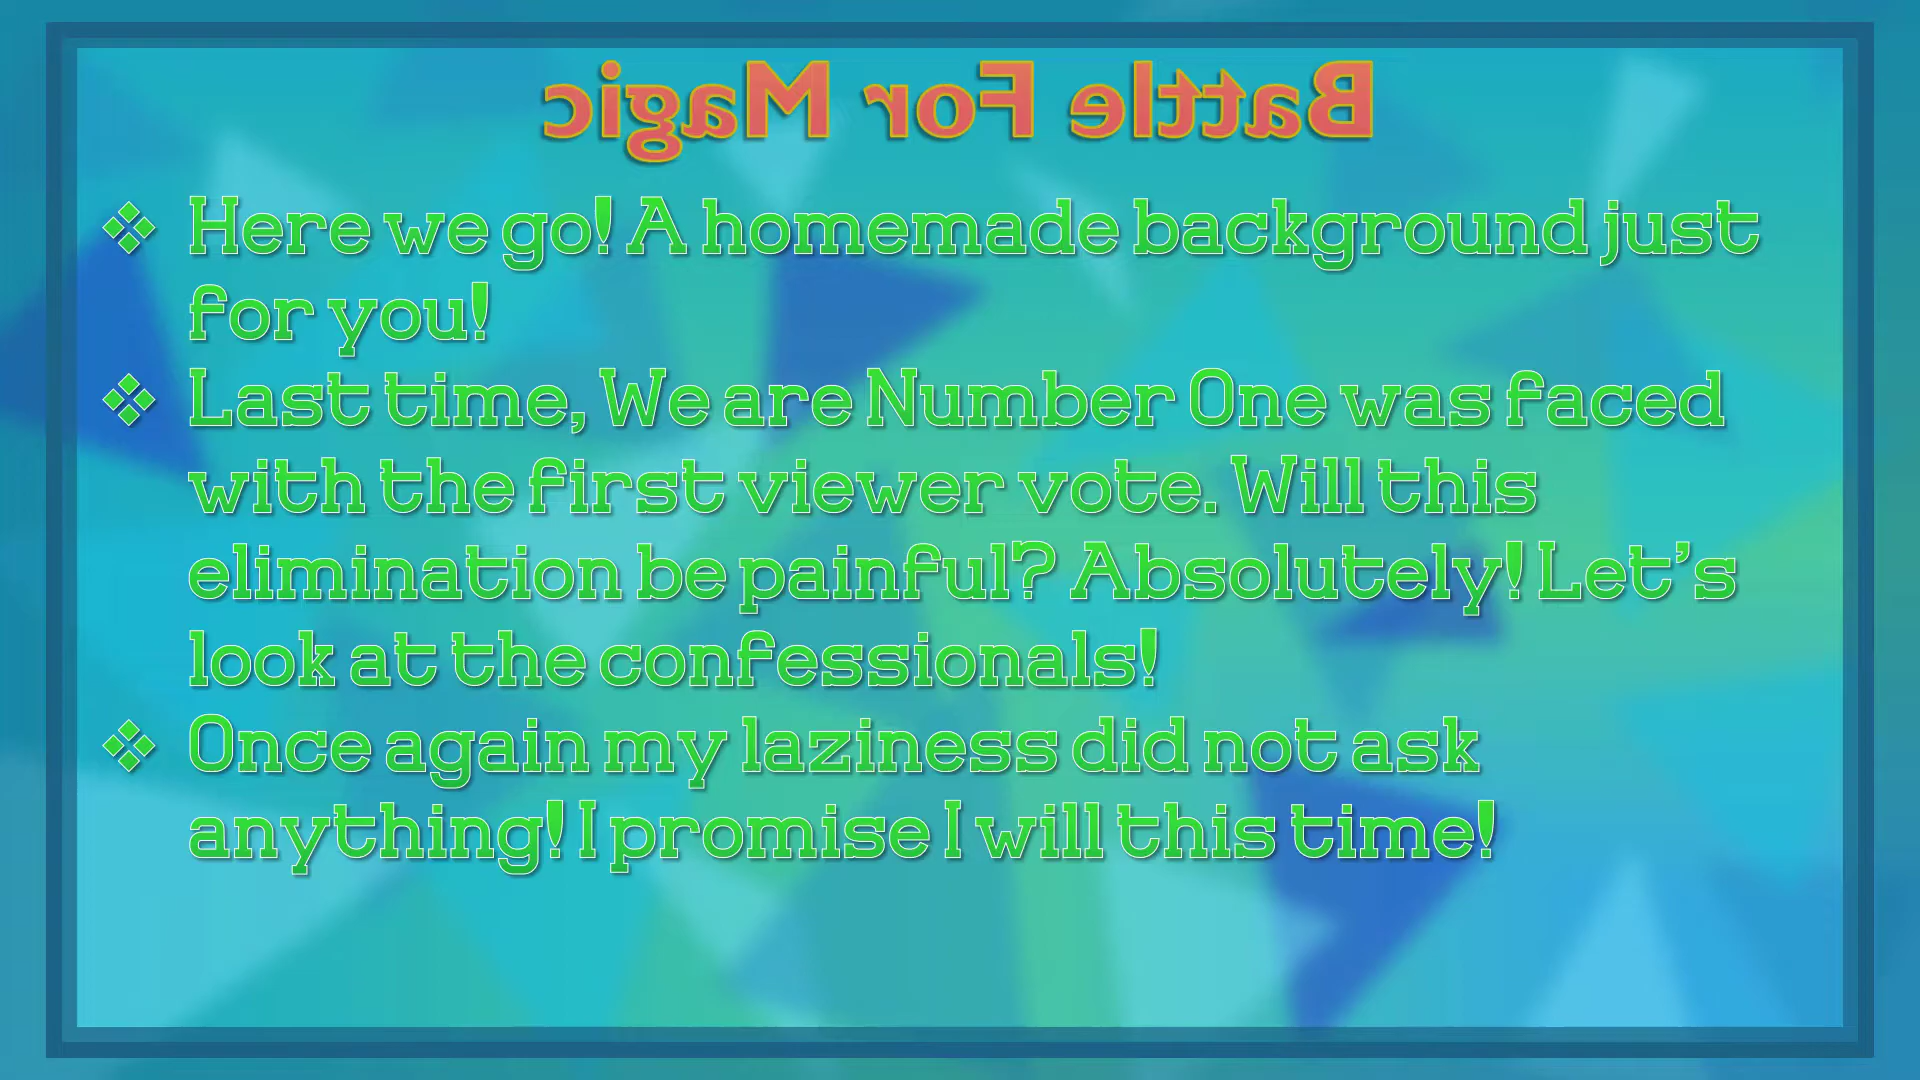 Battle For Magic
❖ Here we go! A homemade background just
for you!
❖ Last time, We are Number One was faced
with the first viewer vote. Will this
elimination be painful? Absolutely! Let’s
look at the confessionals!
❖ Once again my laziness did not ask
anything! I promise I will this time!